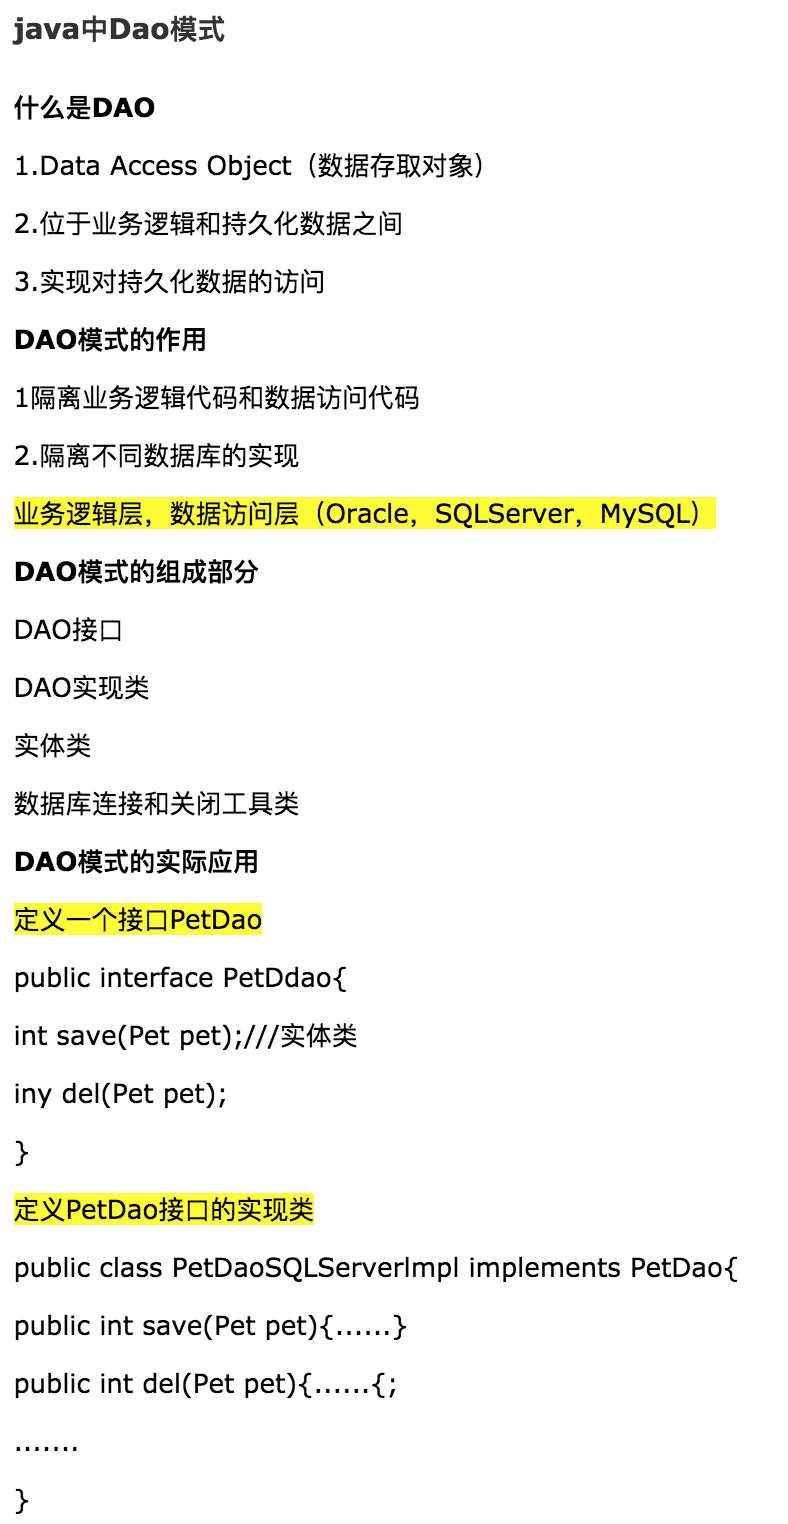 java中Dao模式
什么是DAO
1.Data Access Object（数据存取对象）
2.位于业务逻辑和持久化数据之间
3.实现对持久化数据的访问
DAO模式的作用
1隔离业务逻辑代码和数据访问代码
2.隔离不同数据库的实现
业务逻辑层，数据访问层（Oracle，SQLServer，MySQL）
DAO模式的组成部分
DAO接口
DAO实现类
实体类
数据库连接和关闭工具类
DAO模式的实际应用
定义一个接口PetDao
public interface PetDdao{
int save(Pet pet);///实体类
iny del(Pet pet);
}
定义PetDao接口的实现类
public class PetDaoSQLServerlmpl implements PetDao{
public int save(Pet pet){......}
public int del(Pet pet){......{;
.......
}